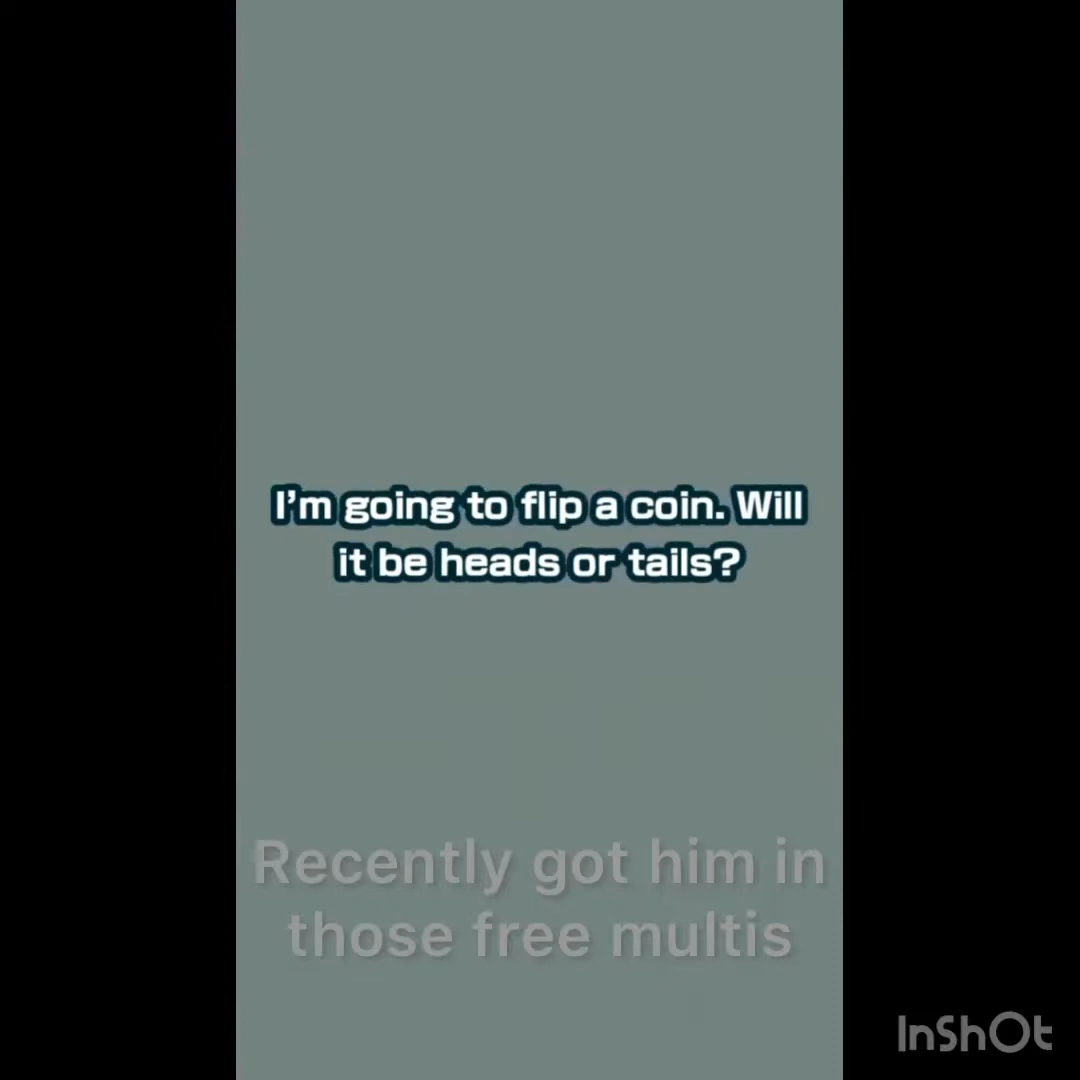 I'm going to flip a coin. Will
it be heads or tails?
Recently got him in
those free multis
InShOt